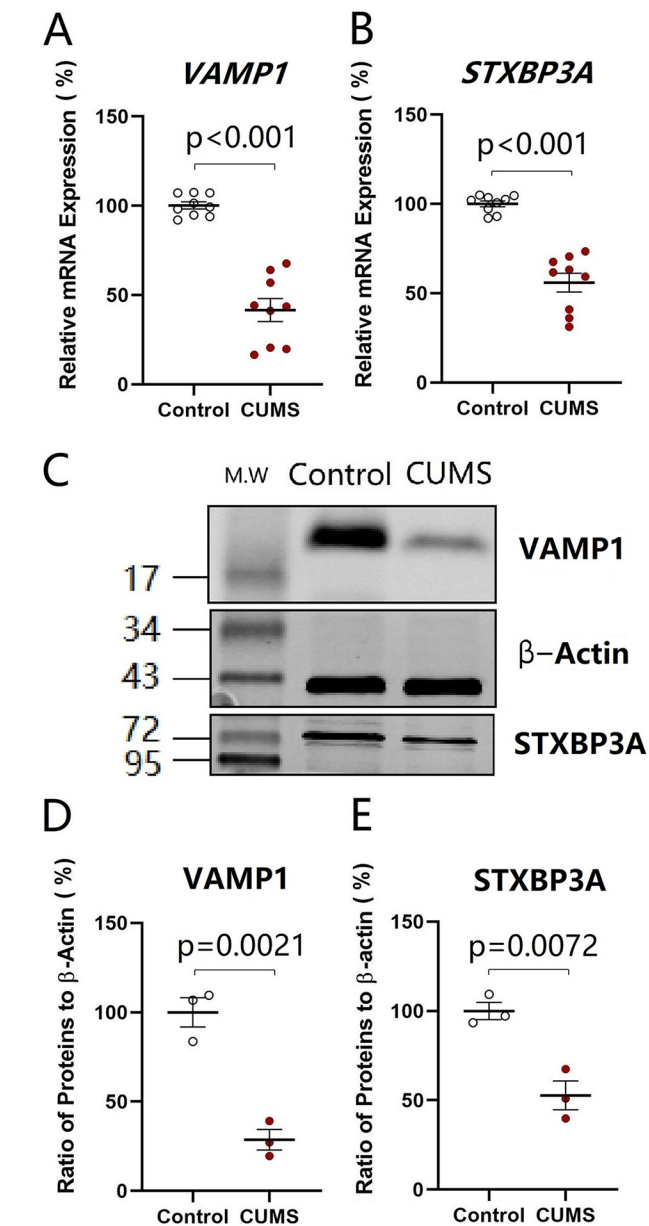 A
VAMP1
Relative mRNA Expression ( %)
150
100
50
0
p<0.001
Control CUMS
B
STXBP3A
Relative mRNA Expression ( %)
150
100
50
0
p<0.001
Control CUMS
C
M.W Control CUMS
17
VAMP1
34
43
β-Actin
72
95
STXBP3A
D
VAMP1
Ratio of Proteins to β-Actin ( %)
150
100
50
0
p=0.0021
Control CUMS
E
STXBP3A
Ratio of Proteins to β-actin ( %)
150
100
50
0
p=0.0072
Control CUMS